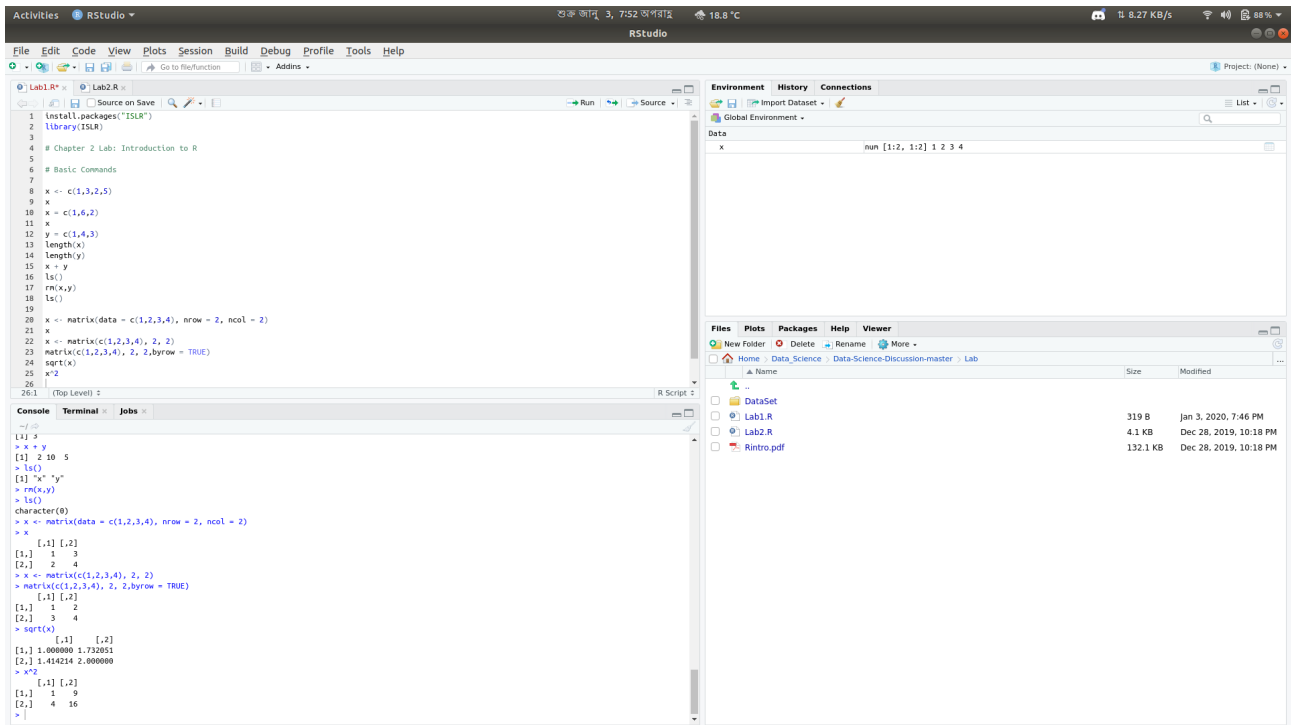 Activities RStudio শুক্র জানু 3, 7:52 অপরাহ্ণ 18.8 °C 8.27 KB/s 88 %
RStudio
File Edit Code View Plots Session Build Debug Profile Tools Help
Go to file/function Addins Project: (None)
Lab1.R* Lab2.R
Source on Save Run Source
1 install.packages("ISLR")
2 library(ISLR)
3
4 # Chapter 2 Lab: Introduction to R
5
6 # Basic Commands
7
8 x <- c(1,3,2,5)
9 x
10 x = c(1,6,2)
11 x
12 y = c(1,4,3)
13 length(x)
14 length(y)
15 x + y
16 ls()
17 rm(x,y)
18 ls()
19
20 x <- matrix(data = c(1,2,3,4), nrow = 2, ncol = 2)
21 x
22 x <- matrix(c(1,2,3,4), 2, 2)
23 matrix(c(1,2,3,4), 2, 2,byrow = TRUE)
24 sqrt(x)
25 x^2
26
26:1 (Top Level) R Script
Console Terminal Jobs
~/
[1] 3
> x + y
[1] 2 10 5
> ls()
[1] "x" "y"
> rm(x,y)
> ls()
character(0)
> x <- matrix(data = c(1,2,3,4), nrow = 2, ncol = 2)
> x
[,1] [,2]
[1,] 1 3
[2,] 2 4
> x <- matrix(c(1,2,3,4), 2, 2)
> matrix(c(1,2,3,4), 2, 2,byrow = TRUE)
[,1] [,2]
[1,] 1 2
[2,] 3 4
> sqrt(x)
[,1] [,2]
[1,] 1.000000 1.732051
[2,] 1.414214 2.000000
> x^2
[,1] [,2]
[1,] 1 9
[2,] 4 16
>
Environment History Connections
Import Dataset List
Global Environment
Data
x num [1:2, 1:2] 1 2 3 4
Files Plots Packages Help Viewer
New Folder Delete Rename More
Home Data_Science Data-Science-Discussion-master Lab ...
Name Size Modified
..
DataSet
Lab1.R 319 B Jan 3, 2020, 7:46 PM
Lab2.R 4.1 KB Dec 28, 2019, 10:18 PM
Rintro.pdf 132.1 KB Dec 28, 2019, 10:18 PM